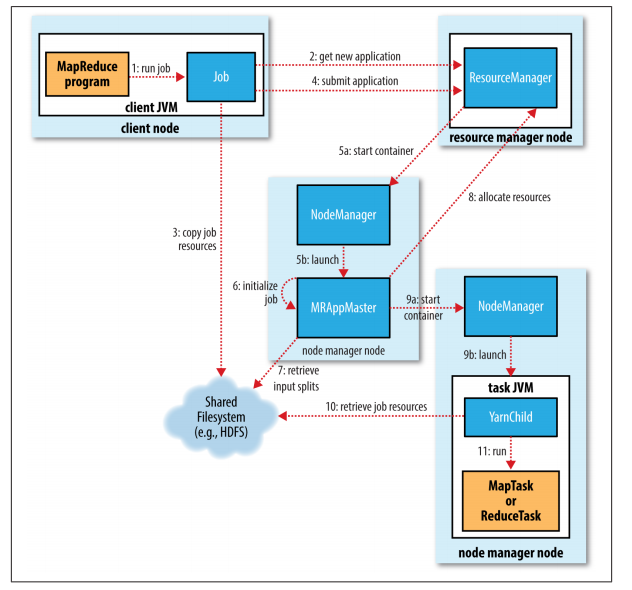 MapReduce
program
1: run job
Job
client JVM
client node
2: get new application
4: submit application
ResourceManager
resource manager node
5a: start container
8: allocate resources
3: copy job
resources
NodeManager
5b: launch
6: initialize
job
MRAppMaster
node manager node
9a: start
container
NodeManager
9b: launch
7: retrieve
input splits
task JVM
Shared
Filesystem
(e.g., HDFS)
10: retrieve job resources
YarnChild
11: run
MapTask
or
ReduceTask
node manager node